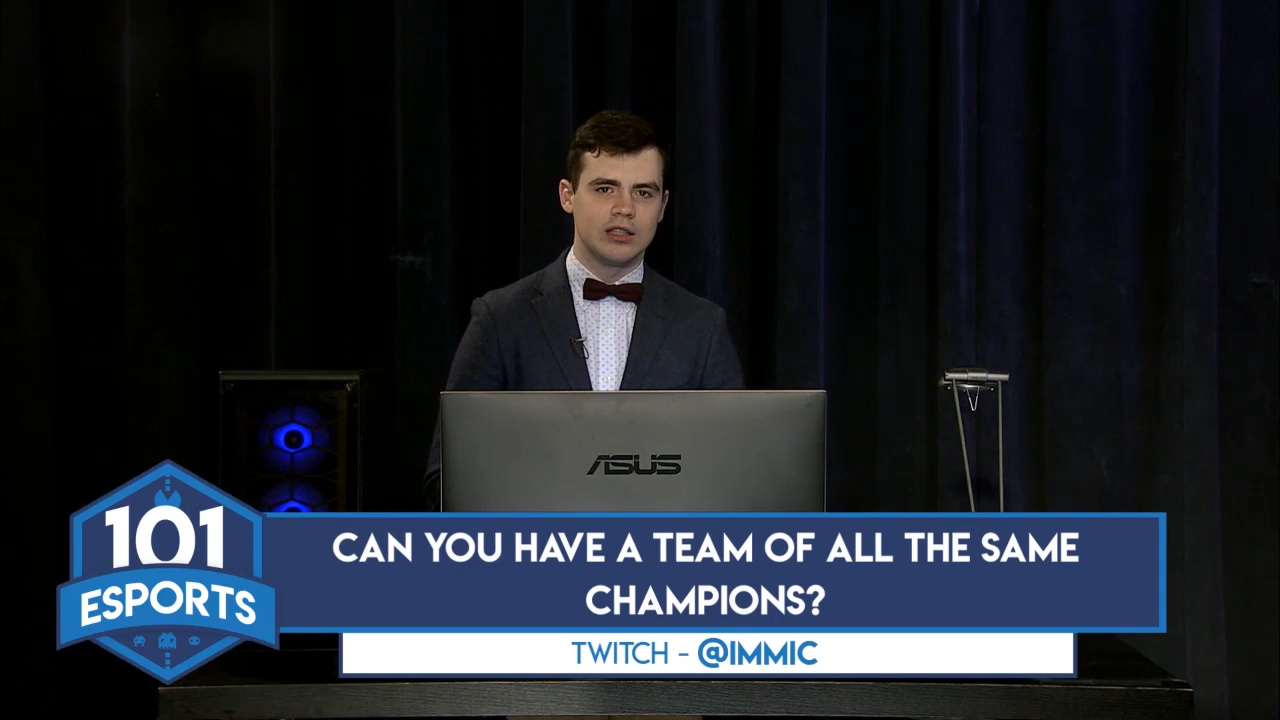 ASUS
101
ESPORTS
CAN YOU HAVE A TEAM OF ALL THE SAME
CHAMPIONS?
TWITCH - @IMMIC